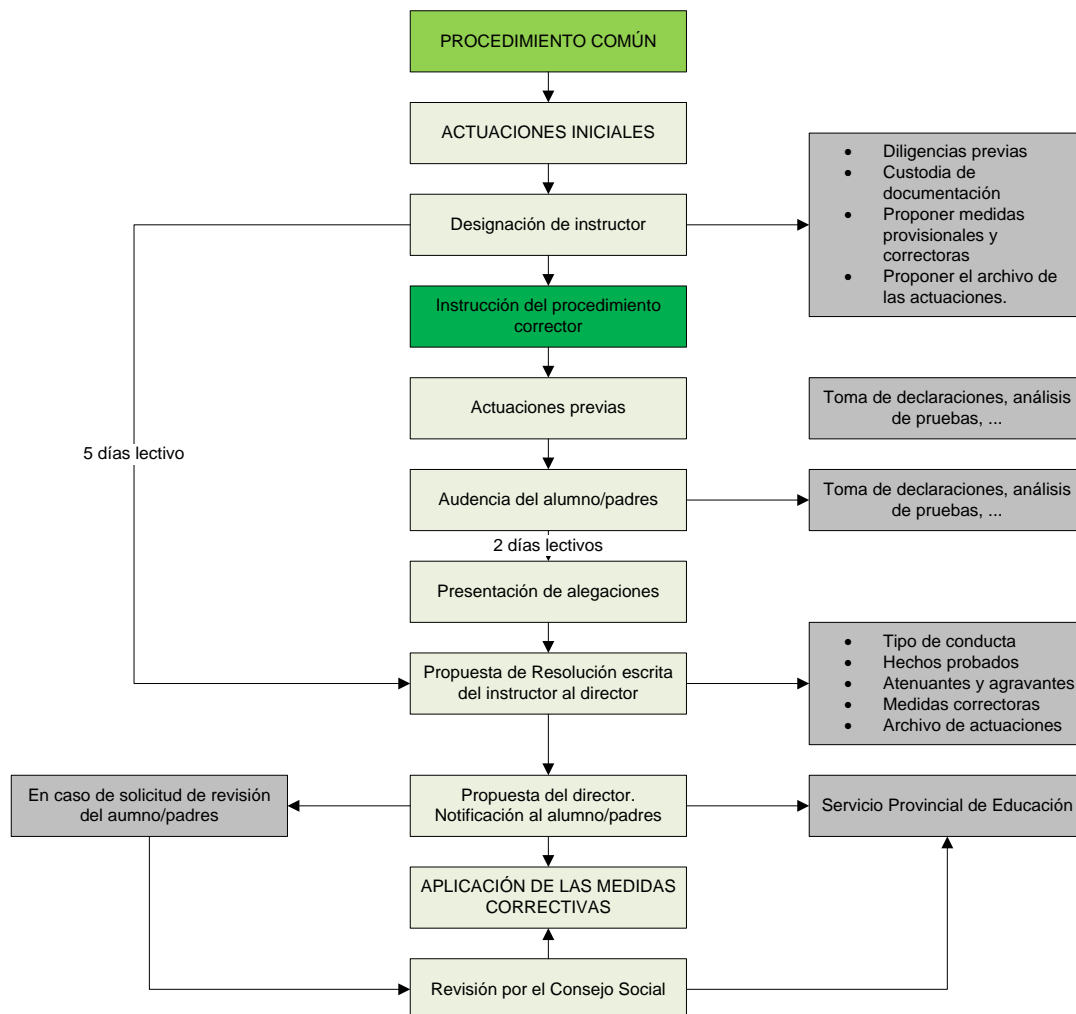 PROCEDIMIENTO COMÚN
ACTUACIONES INICIALES
Designación de instructor
• Diligencias previas
• Custodia de
documentación
• Proponer medidas
provisionales y
correctoras
• Proponer el archivo de
las actuaciones.
Instrucción del procedimiento
corrector
Actuaciones previas
Toma de declaraciones, análisis
de pruebas, ...
5 días lectivo
Audencia del alumno/padres
Toma de declaraciones, análisis
de pruebas, ...
2 días lectivos
Presentación de alegaciones
Propuesta de Resolución escrita
del instructor al director
• Tipo de conducta
• Hechos probados
• Atenuantes y agravantes
• Medidas correctoras
• Archivo de actuaciones
En caso de solicitud de revisión
del aumno/padres
Propuesta del director.
Notificación al alumno/padres
Servicio Provincial de Educación
APLICACIÓN DE LAS MEDIDAS
CORRECTIVAS
Revisión por el Consejo Social